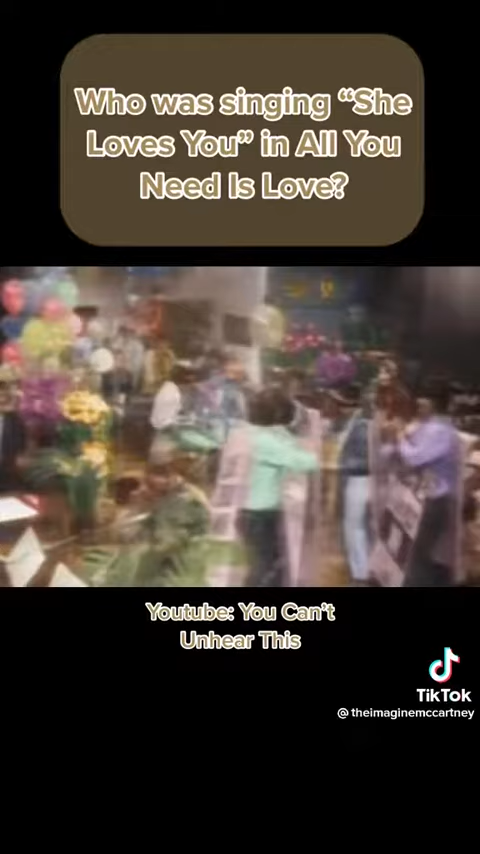 Who was singing “She
Loves You” in All You
Need Is Love?
Youtube: You Can't
Unhear This
TikTok
@theimaginemccartney